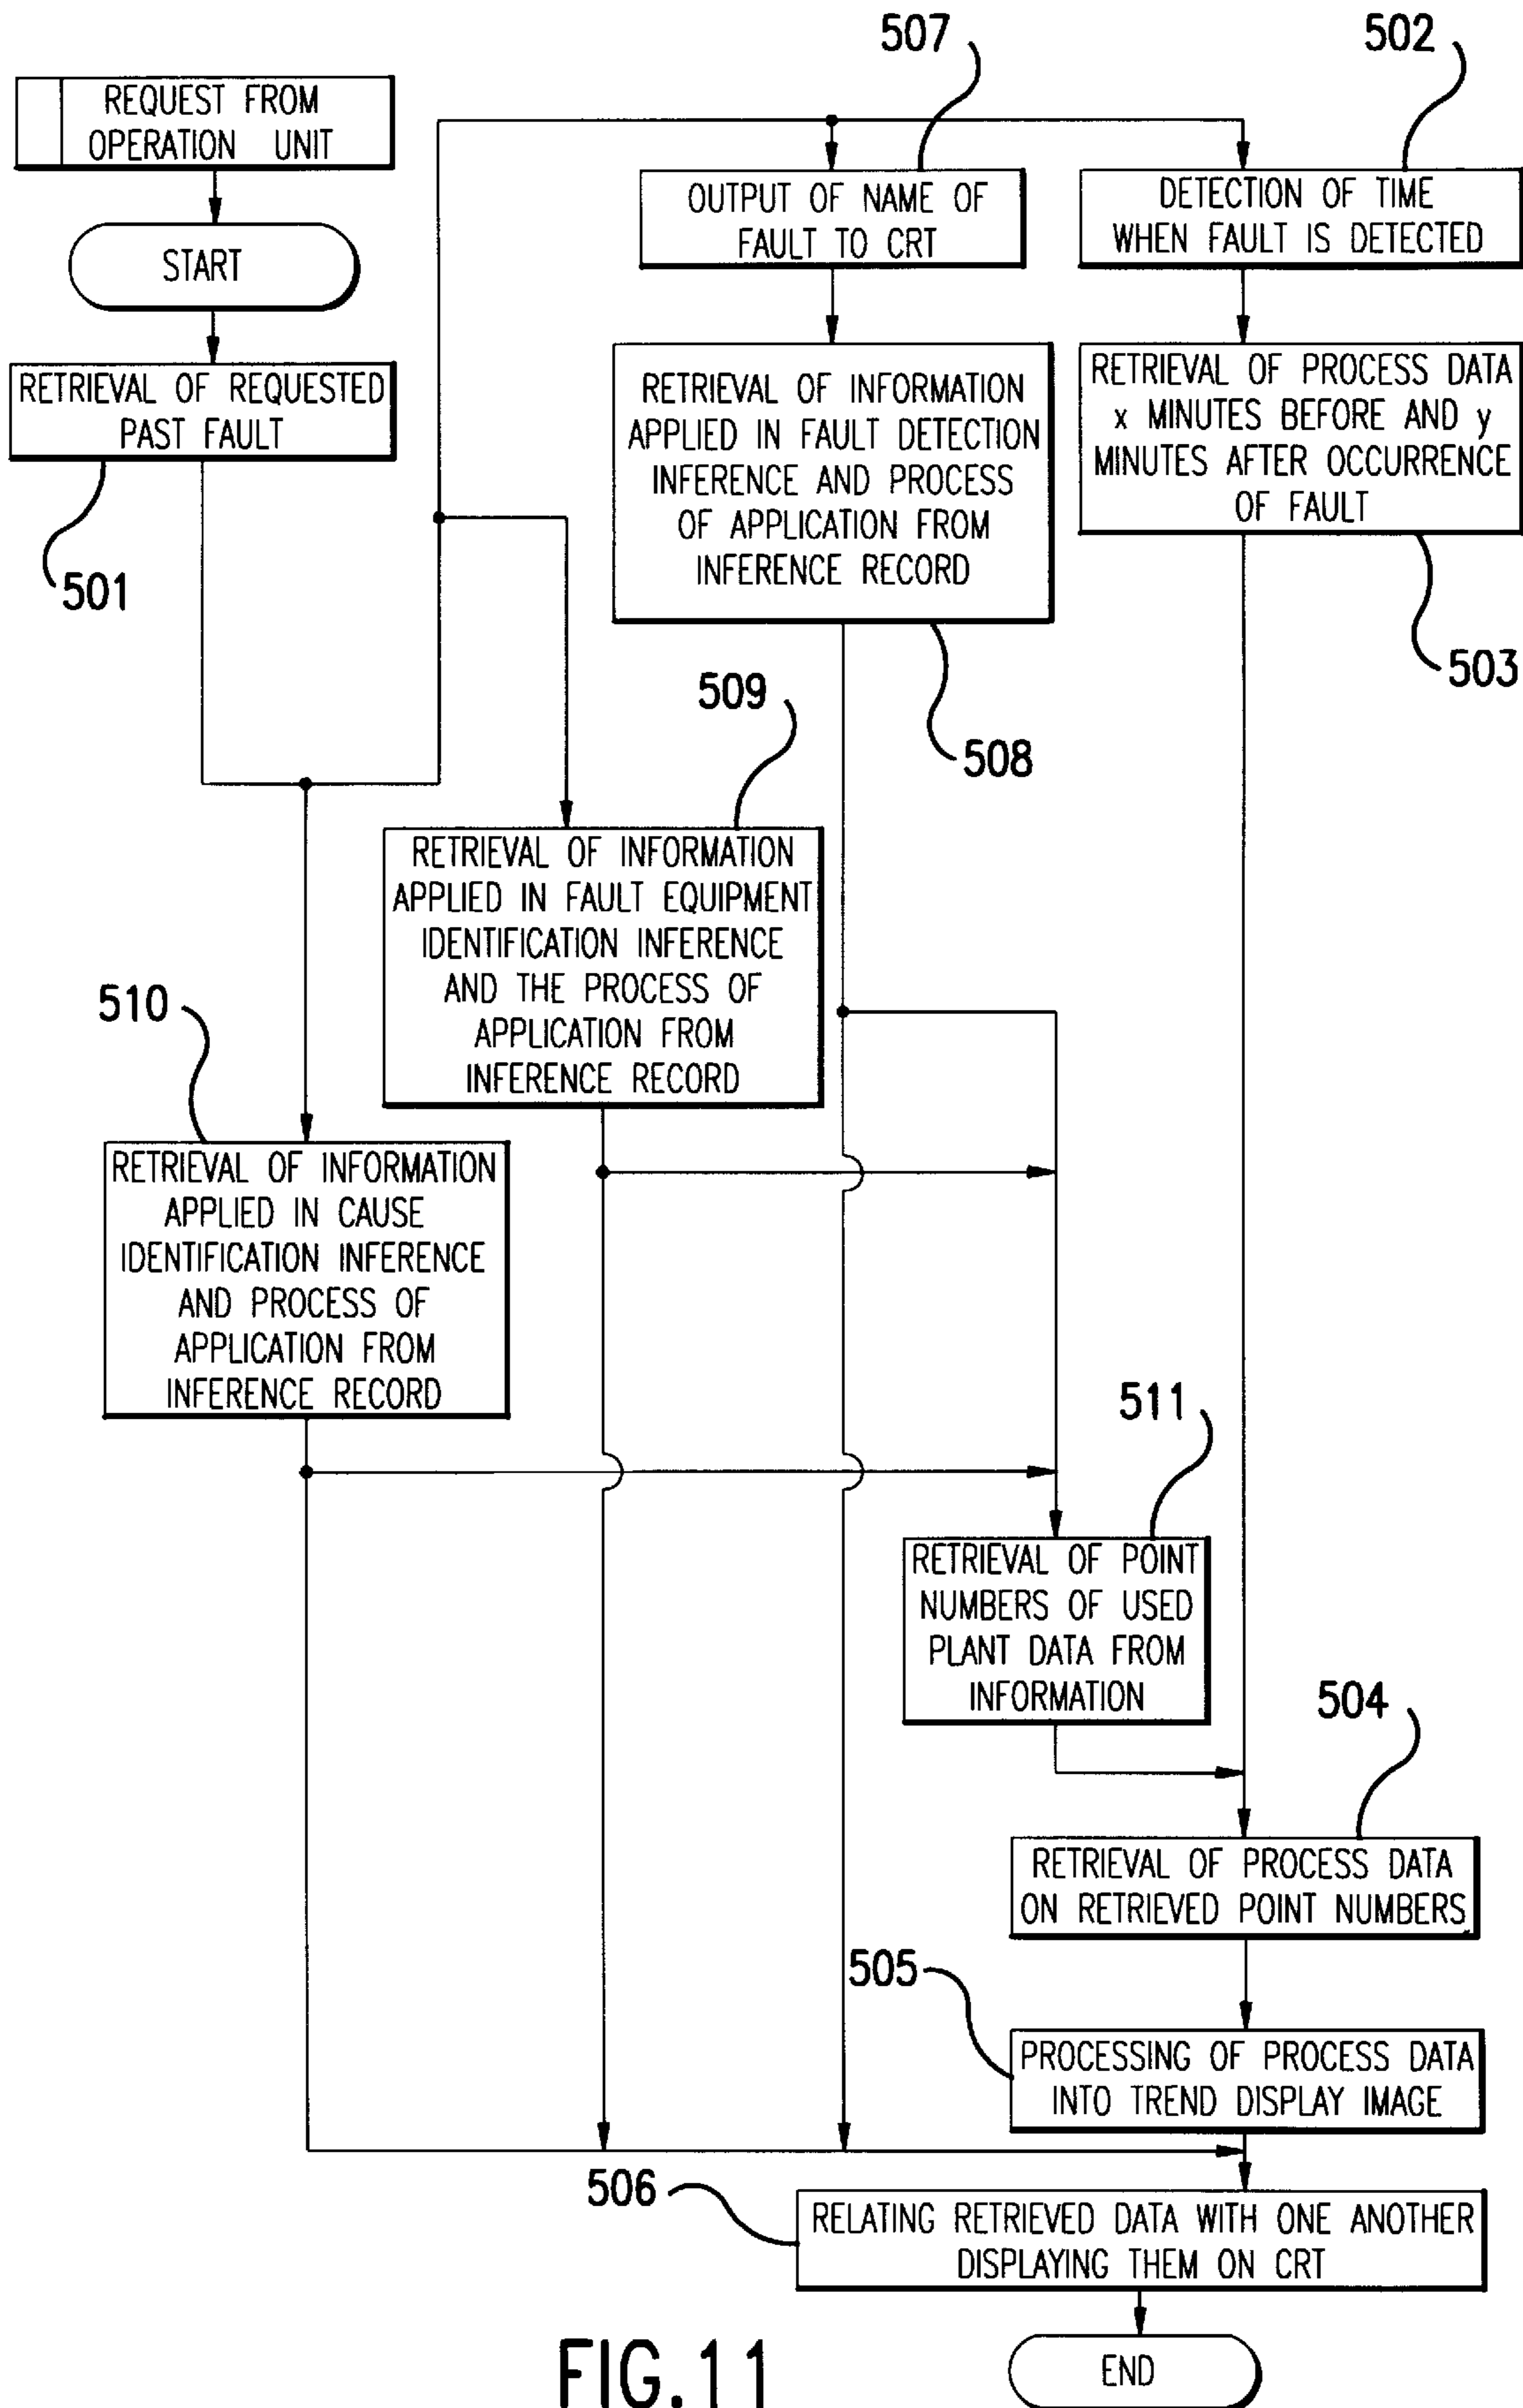 507
502
REQUEST FROM
OPERATION UNIT
START
RETRIEVAL OF REQUESTED
PAST FAULT
501
OUTPUT OF NAME OF
FAULT TO CRT
DETECTION OF TIME
WHEN FAULT IS DETECTED
RETRIEVAL OF INFORMATION
APPLIED IN FAULT DETECTION
INFERENCE AND PROCESS
OF APPLICATION FROM
INFERENCE RECORD
508
RETRIEVAL OF PROCESS DATA
x MINUTES BEFORE AND y
MINUTES AFTER OCCURRENCE
OF FAULT
503
509
RETRIEVAL OF INFORMATION
APPLIED IN FAULT EQUIPMENT
IDENTIFICATION INFERENCE
AND THE PROCESS OF
APPLICATION FROM
INFERENCE RECORD
510
RETRIEVAL OF INFORMATION
APPLIED IN CAUSE
IDENTIFICATION INFERENCE
AND PROCESS OF
APPLICATION FROM
INFERENCE RECORD
511
RETRIEVAL OF POINT
NUMBERS OF USED
PLANT DATA FROM
INFORMATION
504
RETRIEVAL OF PROCESS DATA
ON RETRIEVED POINT NUMBERS
505
PROCESSING OF PROCESS DATA
INTO TREND DISPLAY IMAGE
506
RELATING RETRIEVED DATA WITH ONE ANOTHER
DISPLAYING THEM ON CRT
END
FIG.11